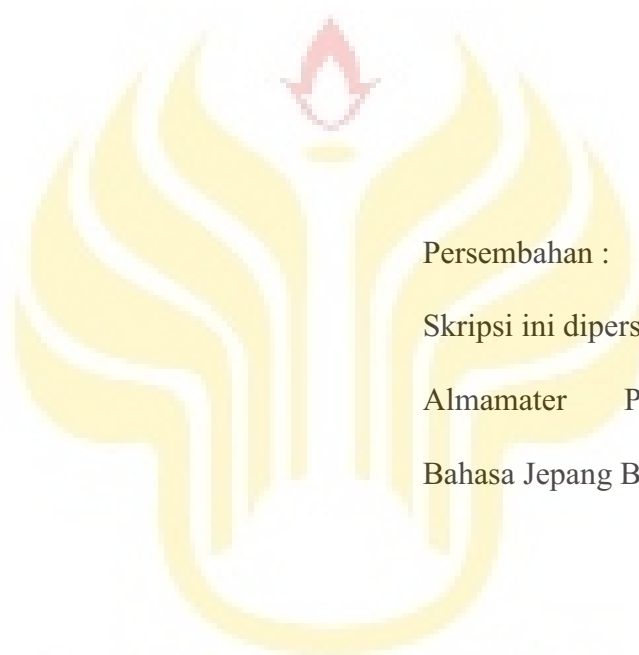 Persembahan :
Skripsi ini dipers
Almamater P
Bahasa Jepang B